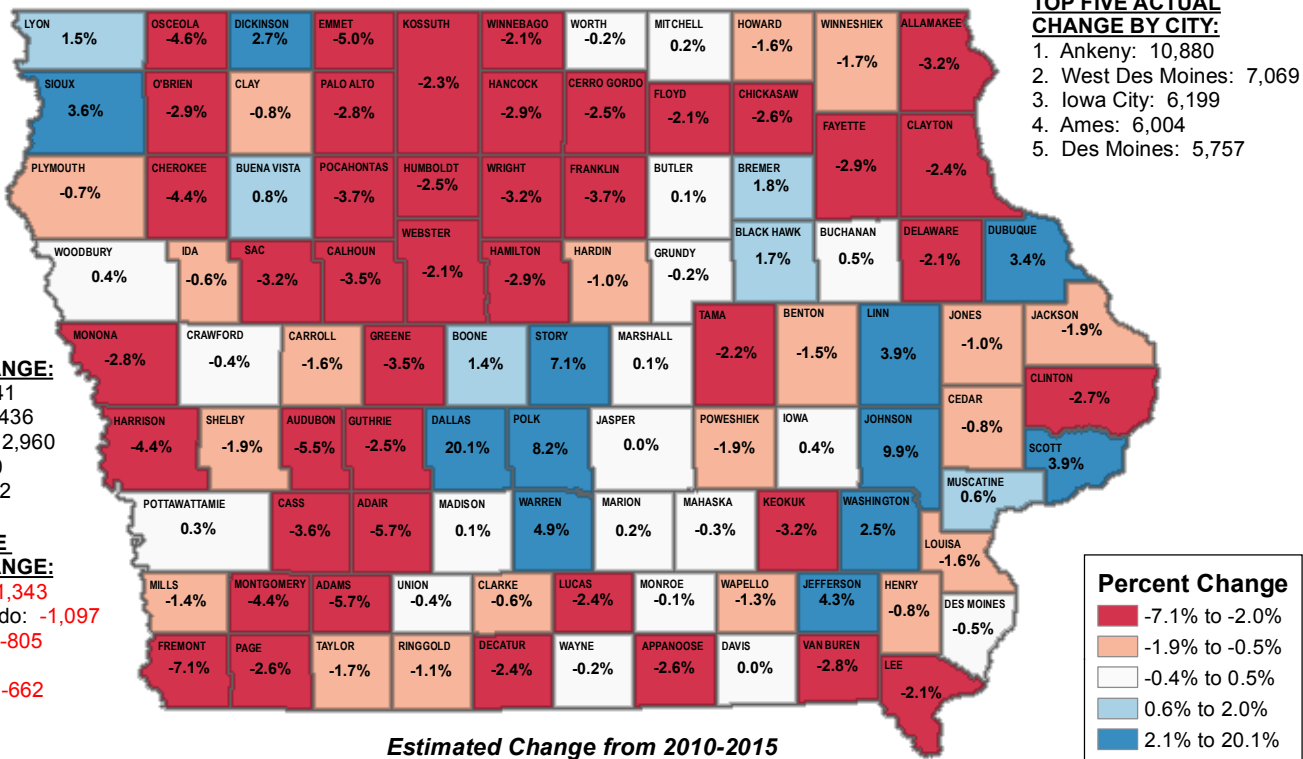 TOP FIVE ACTUAL
CHANGE BY CITY:
1. Ankeny: 10,880
2. West Des Moines: 7,069
3. Iowa City: 6,199
4. Ames: 6,004
5. Des Moines: 5,757
LYON 1.5%
OSCEOLA -4.6%
DICKINSON 2.7%
EMMET -5.0%
KOSSUTH -2.3%
WINNEBAGO -2.1%
WORTH -0.2%
MITCHELL 0.2%
HOWARD -1.6%
WINNESHIEK -1.7%
ALLAMAKEE -3.2%
SIOUX 3.6%
O'BRIEN -2.9%
CLAY -0.8%
PALO ALTO -2.8%
HANCOCK -2.9%
CERRO GORDO -2.5%
FLOYD -2.1%
CHICKASAW -2.6%
FAYETTE -2.9%
CLAYTON -2.4%
PLYMOUTH -0.7%
CHEROKEE -4.4%
BUENA VISTA 0.8%
POCAHONTAS -3.7%
HUMBOLDT -2.5%
WRIGHT -3.2%
FRANKLIN -3.7%
BUTLER 0.1%
BREMER 1.8%
WOODBURY 0.4%
IDA -0.6%
SAC -3.2%
CALHOUN -3.5%
WEBSTER -2.1%
HAMILTON -2.9%
HARDIN -1.0%
GRUNDY -0.2%
BLACK HAWK 1.7%
BUCHANAN 0.5%
DELAWARE -2.1%
DUBUQUE 3.4%
MONONA -2.8%
CRAWFORD -0.4%
CARROLL -1.6%
GREENE -3.5%
BOONE 1.4%
STORY 7.1%
MARSHALL 0.1%
TAMA -2.2%
BENTON -1.5%
LINN 3.9%
JONES -1.0%
JACKSON -1.9%
CLINTON -2.7%
CEDAR -0.8%
HARRISON -4.4%
SHELBY -1.9%
AUDUBON -5.5%
GUTHRIE -2.5%
DALLAS 20.1%
POLK 8.2%
JASPER 0.0%
POWESHIEK -1.9%
IOWA 0.4%
JOHNSON 9.9%
SCOTT 3.9%
MUSCATINE 0.6%
POTTAWATTAMIE 0.3%
CASS -3.6%
ADAIR -5.7%
MADISON 0.1%
WARREN 4.9%
MARION 0.2%
MAHASKA -0.3%
KEOKUK -3.2%
WASHINGTON 2.5%
LOUISA -1.6%
MILLS -1.4%
MONTGOMERY -4.4%
ADAMS -5.7%
UNION -0.4%
CLARKE -0.6%
LUCAS -2.4%
MONROE -0.1%
WAPELLO -1.3%
JEFFERSON 4.3%
HENRY -0.8%
DES MOINES -0.5%
FREMONT -7.1%
PAGE -2.6%
TAYLOR -1.7%
RINGGOLD -1.1%
DECATUR -2.4%
WAYNE -0.2%
APPANOOSE -2.6%
DAVIS 0.0%
VAN BUREN -2.8%
LEE -2.1%
ANGE:
41
436
2,960
0
2
E
ANGE:
1,343
do: -1,097
-805
-662
Estimated Change from 2010-2015
Percent Change
-7.1% to -2.0%
-1.9% to -0.5%
-0.4% to 0.5%
0.6% to 2.0%
2.1% to 20.1%